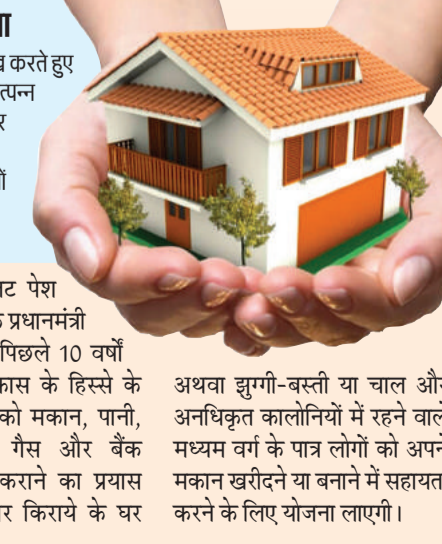 करते हुए
ट पेश
प्रधानमंत्री
पिछले 10 वर्षों
कास के हिस्से के
को मकान, पानी,
गैस और बैंक
कराने का प्रयास
र किराये के घर
अथवा झुग्गी-बस्ती या चाल और
अनधिकृत कालोनियों में रहने वाले
मध्यम वर्ग के पात्र लोगों को अपन
मकान खरीदने या बनाने में सहायत
करने के लिए योजना लाएगी।